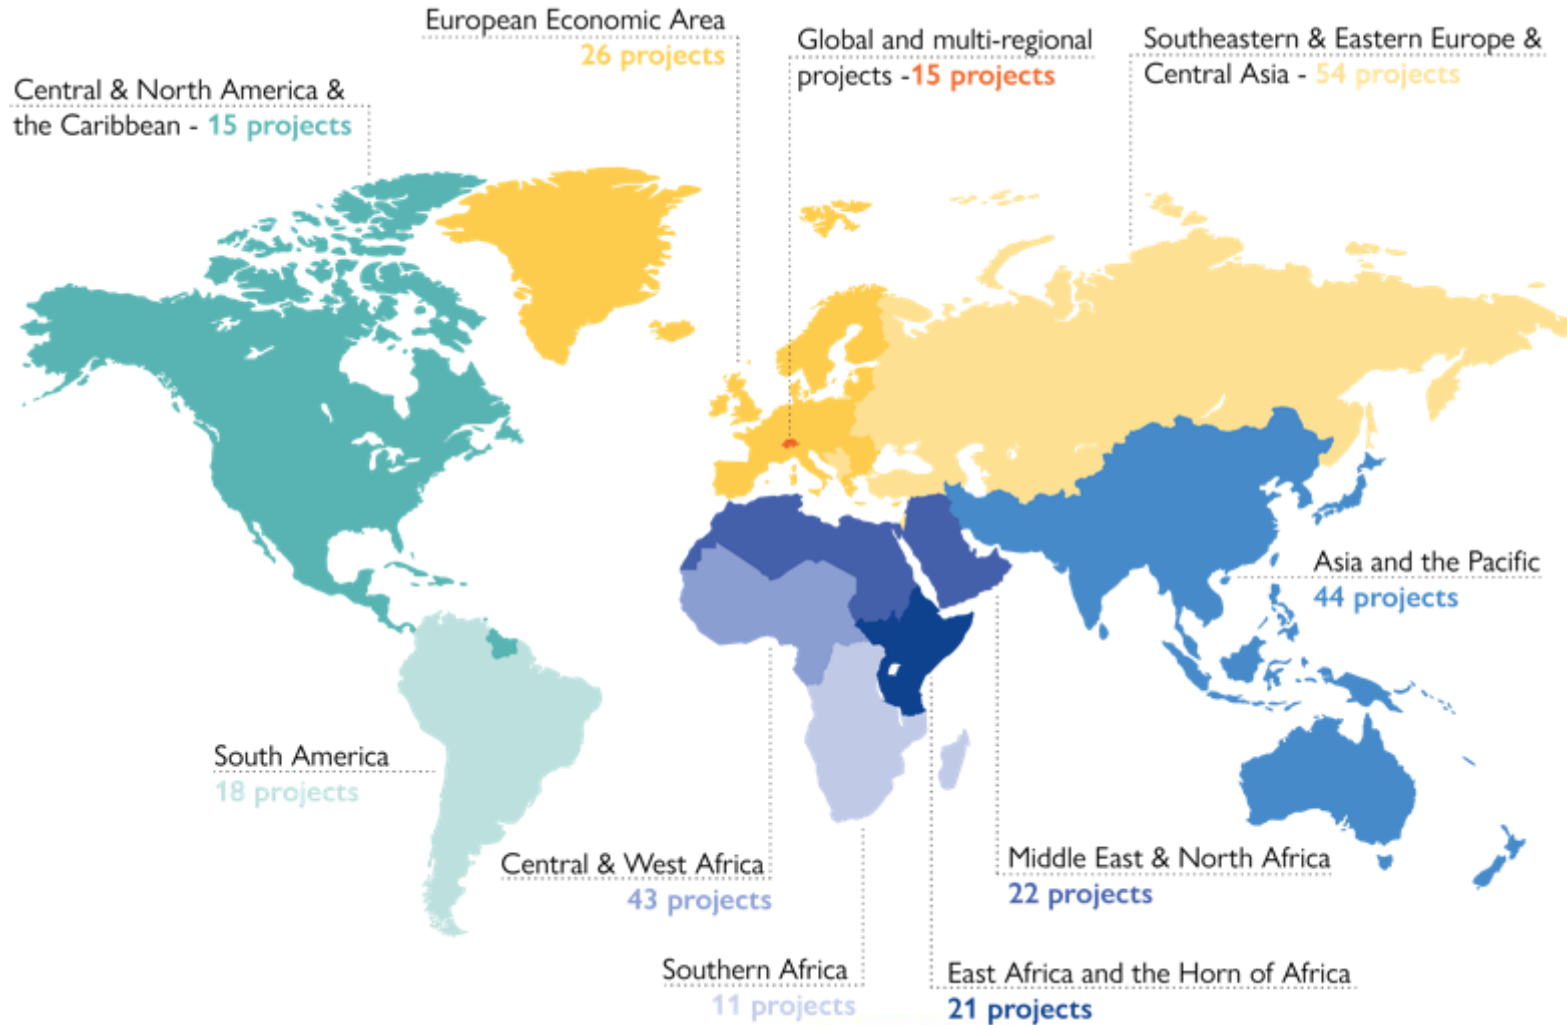 European Economic Area
26 projects
Global and multi-regional
projects -15 projects
Southeastern & Eastern Europe &
Central Asia - 54 projects
Central & North America &
the Caribbean - 15 projects
Asia and the Pacific
44 projects
South America
18 projects
Central & West Africa
43 projects
Middle East & North Africa
22 projects
Southern Africa
11 projects
East Africa and the Horn of Africa
21 projects